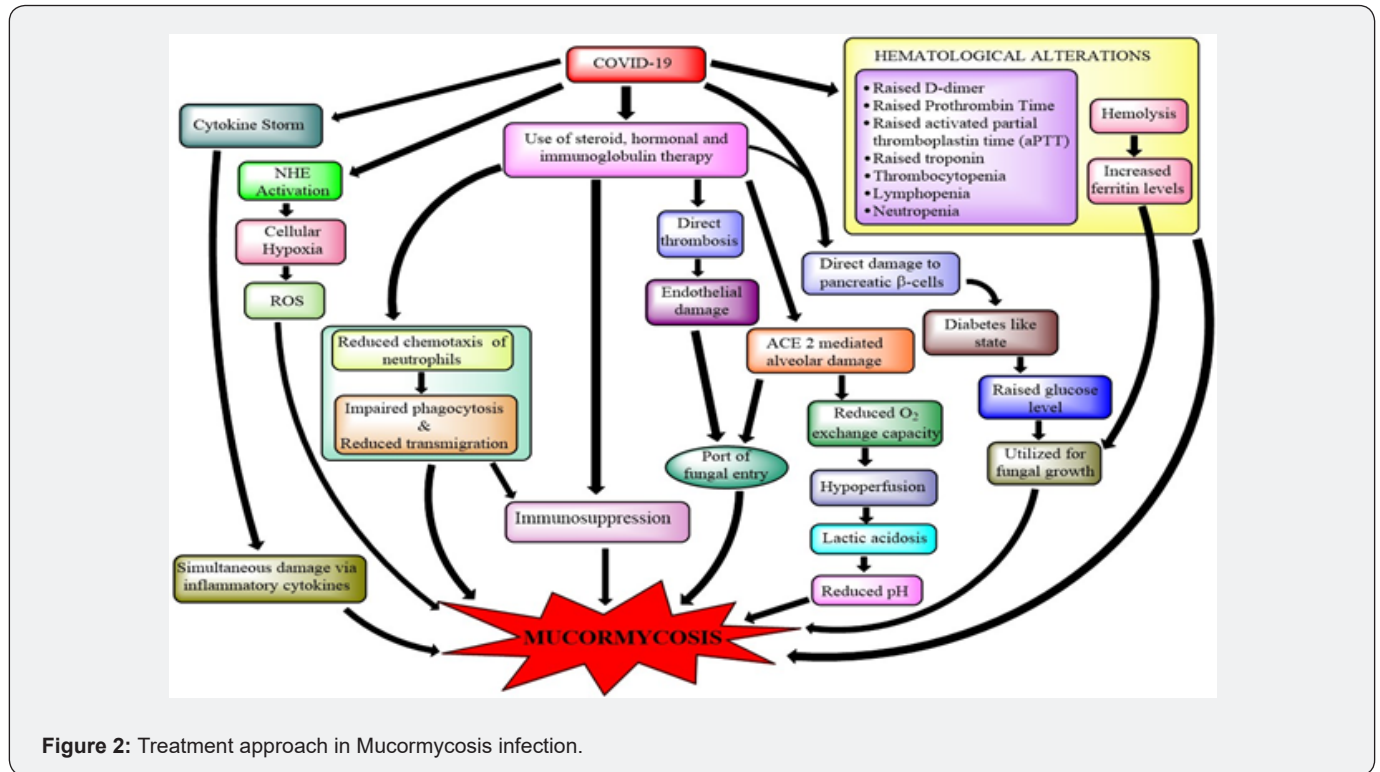 COVID-19
HEMATOLOGICAL ALTERATIONS
• Raised D-dimer
• Raised Prothrombin Time
• Raised activated partial
thromboplastin time (aPTT)
• Raised troponin
• Thrombocytopenia
• Lymphopenia
• Neutropenia
Hemolysis
Increased
ferritin levels
Cytokine Storm
Use of steroid, hormonal and
immunoglobulin therapy
NHE
Activation
Cellular
Hypoxia
ROS
Direct
thrombosis
Endothelial
damage
Direct damage to
pancreatic β-cells
Diabetes like
state
Raised glucose
level
Utilized for
fungal growth
Reduced chemotaxis of
neutrophils
Impaired phagocytosis
&
Reduced transmigration
ACE 2 mediated
alveolar damage
Reduced O₂
exchange capacity
Hypoperfusion
Lactic acidosis
Reduced pH
Port of
fungal entry
Immunosuppression
Simultaneous damage via
inflammatory cytokines
MUCORMYCOSIS
Figure 2: Treatment approach in Mucormycosis infection.